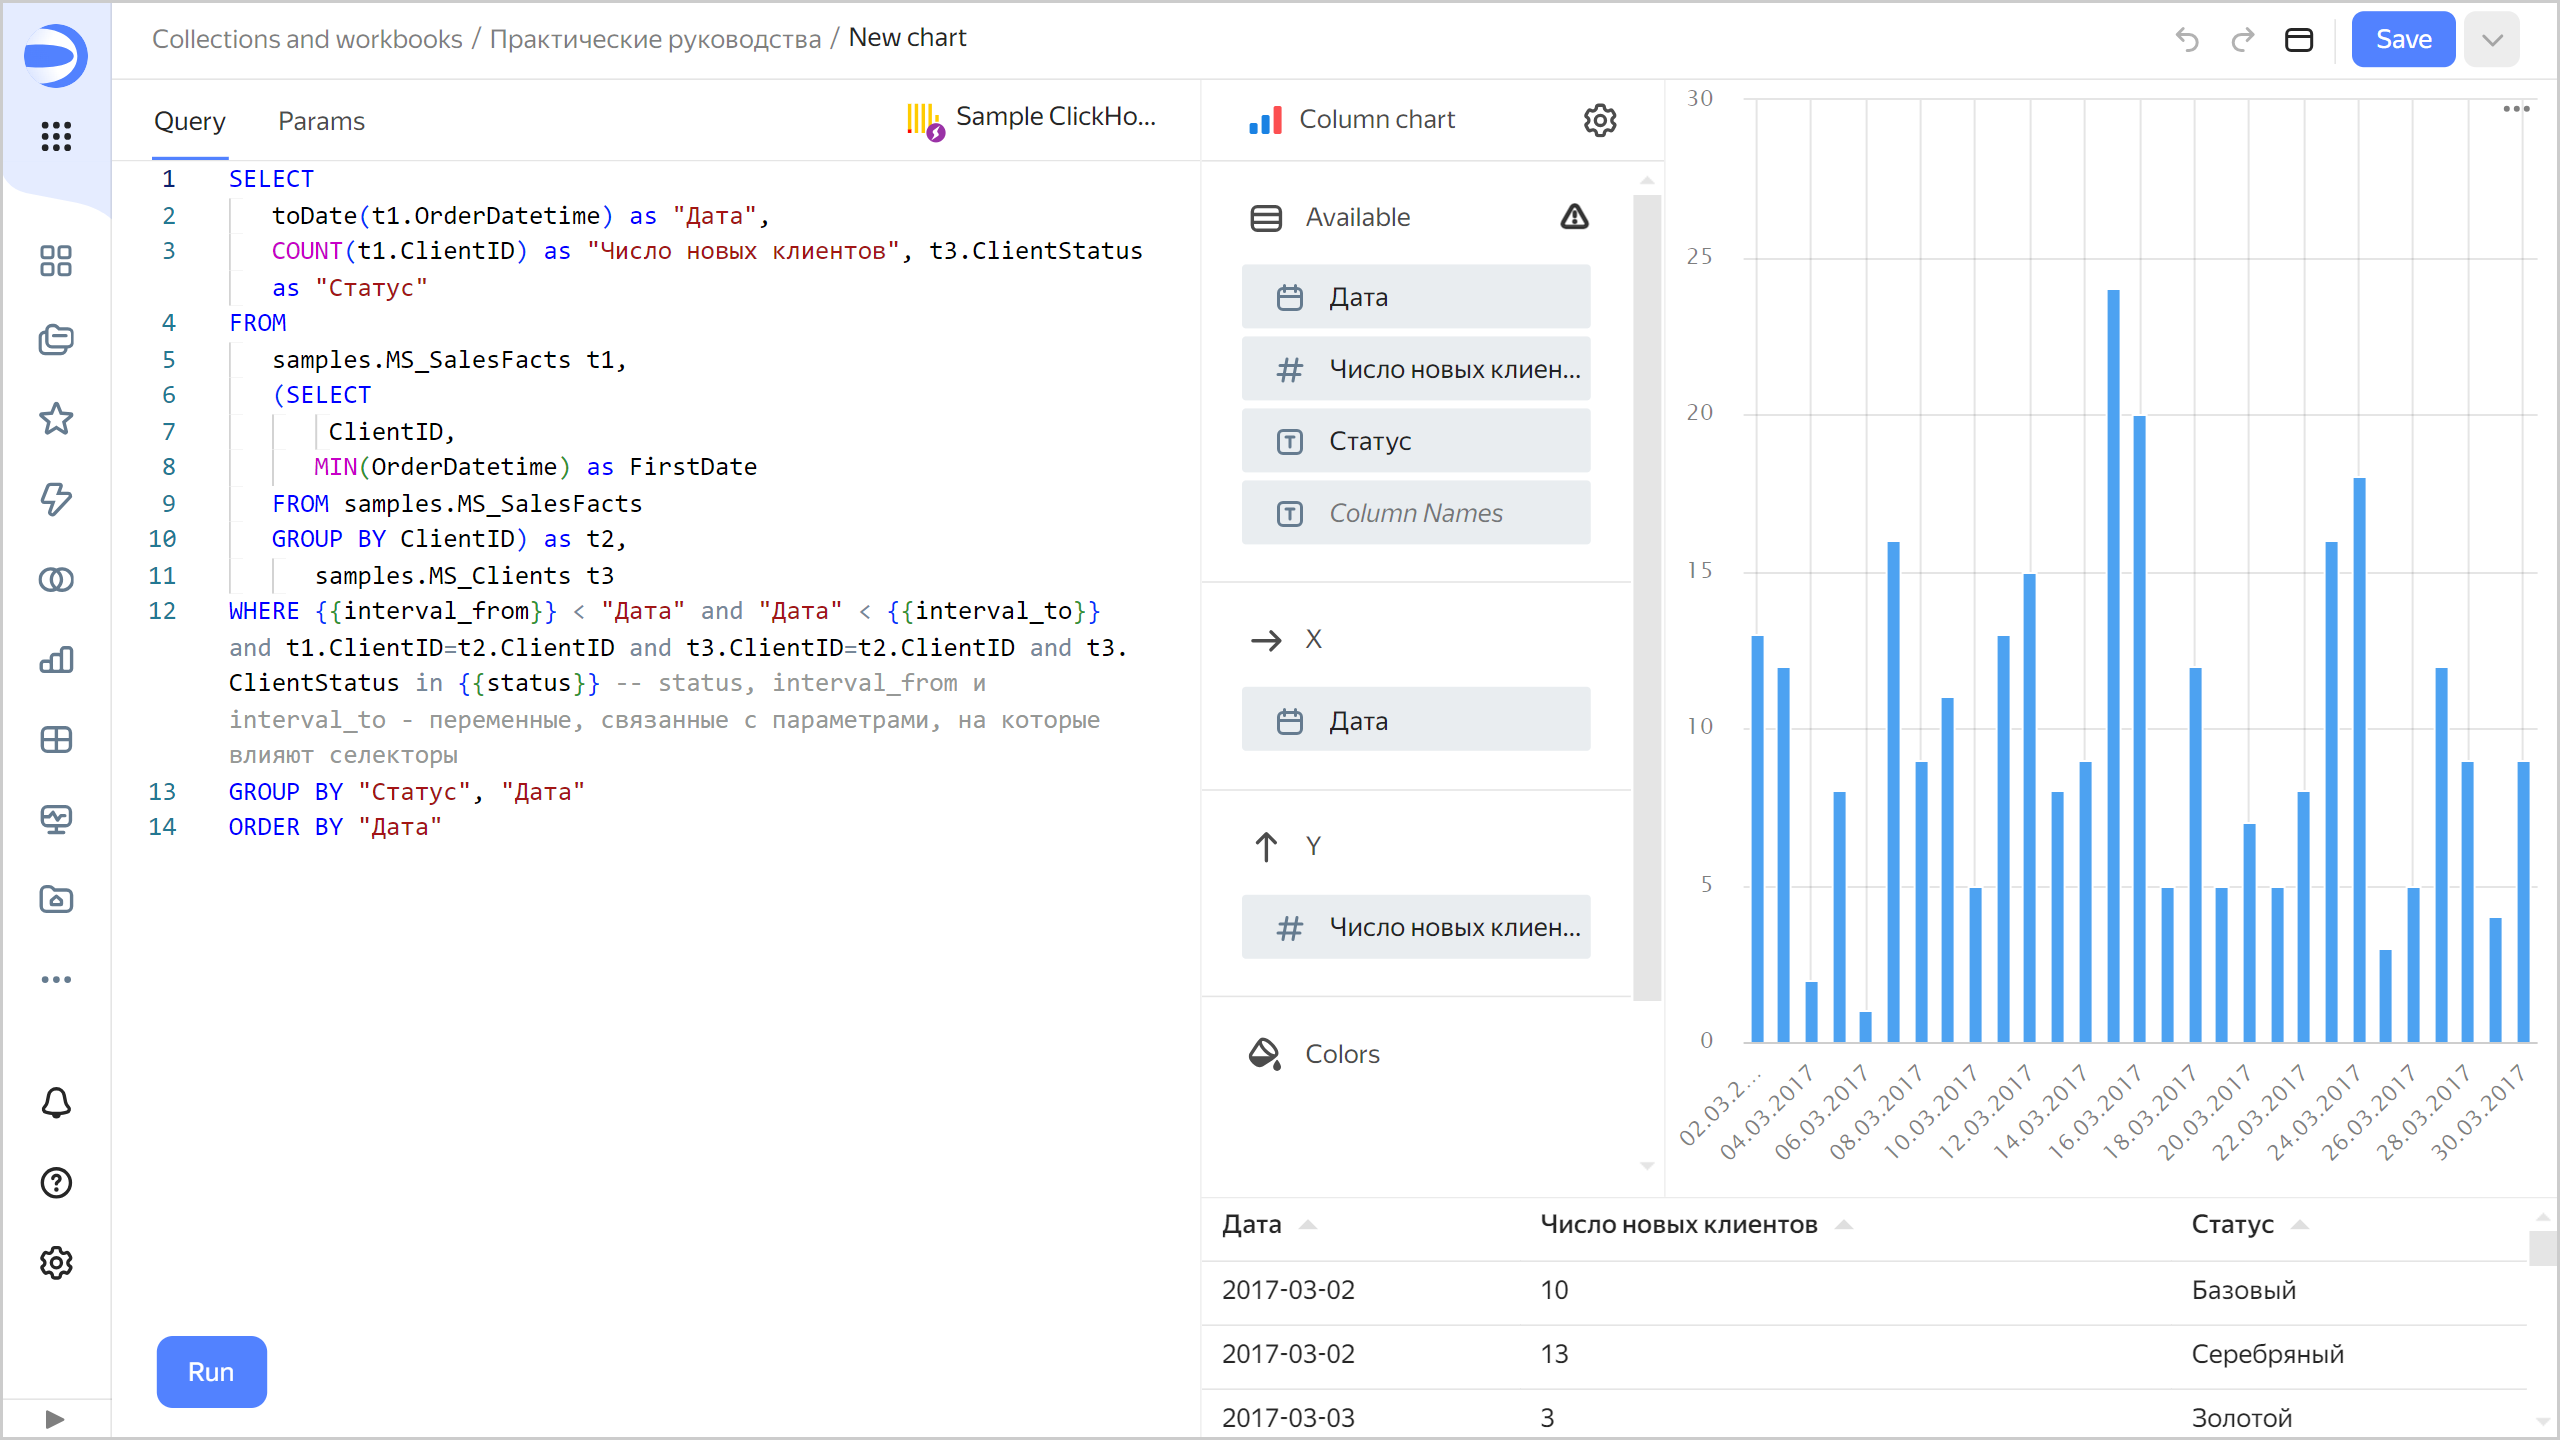 Collections and workbooks / Практические руководства / New chart
Save
Query Params Sample ClickHo...
1 SELECT
2 toDate(t1.OrderDatetime) as "Дата",
3 COUNT(t1.ClientID) as "Число новых клиентов", t3.ClientStatus
as "Статус"
4 FROM
5 samples.MS_SalesFacts t1,
6 (SELECT
7 ClientID,
8 MIN(OrderDatetime) as FirstDate
9 FROM samples.MS_SalesFacts
10 GROUP BY ClientID) as t2,
11 samples.MS_Clients t3
12 WHERE {{interval_from}} < "Дата" and "Дата" < {{interval_to}}
and t1.ClientID=t2.ClientID and t3.ClientID=t2.ClientID and t3.
ClientStatus in {{status}} -- status, interval_from и
interval_to - переменные, связанные с параметрами, на которые
влияют селекторы
13 GROUP BY "Статус", "Дата"
14 ORDER BY "Дата"
Run
Column chart
Available
Дата
Число новых клиен...
Статус
Column Names
X
Дата
Y
Число новых клиен...
Colors
30
25
20
15
10
5
0
02.03.2... 04.03.2017 06.03.2017 08.03.2017 10.03.2017 12.03.2017 14.03.2017 16.03.2017 18.03.2017 20.03.2017 22.03.2017 24.03.2017 26.03.2017 28.03.2017 30.03.2017
Дата Число новых клиентов Статус
2017-03-02 10 Базовый
2017-03-02 13 Серебряный
2017-03-03 3 Золотой